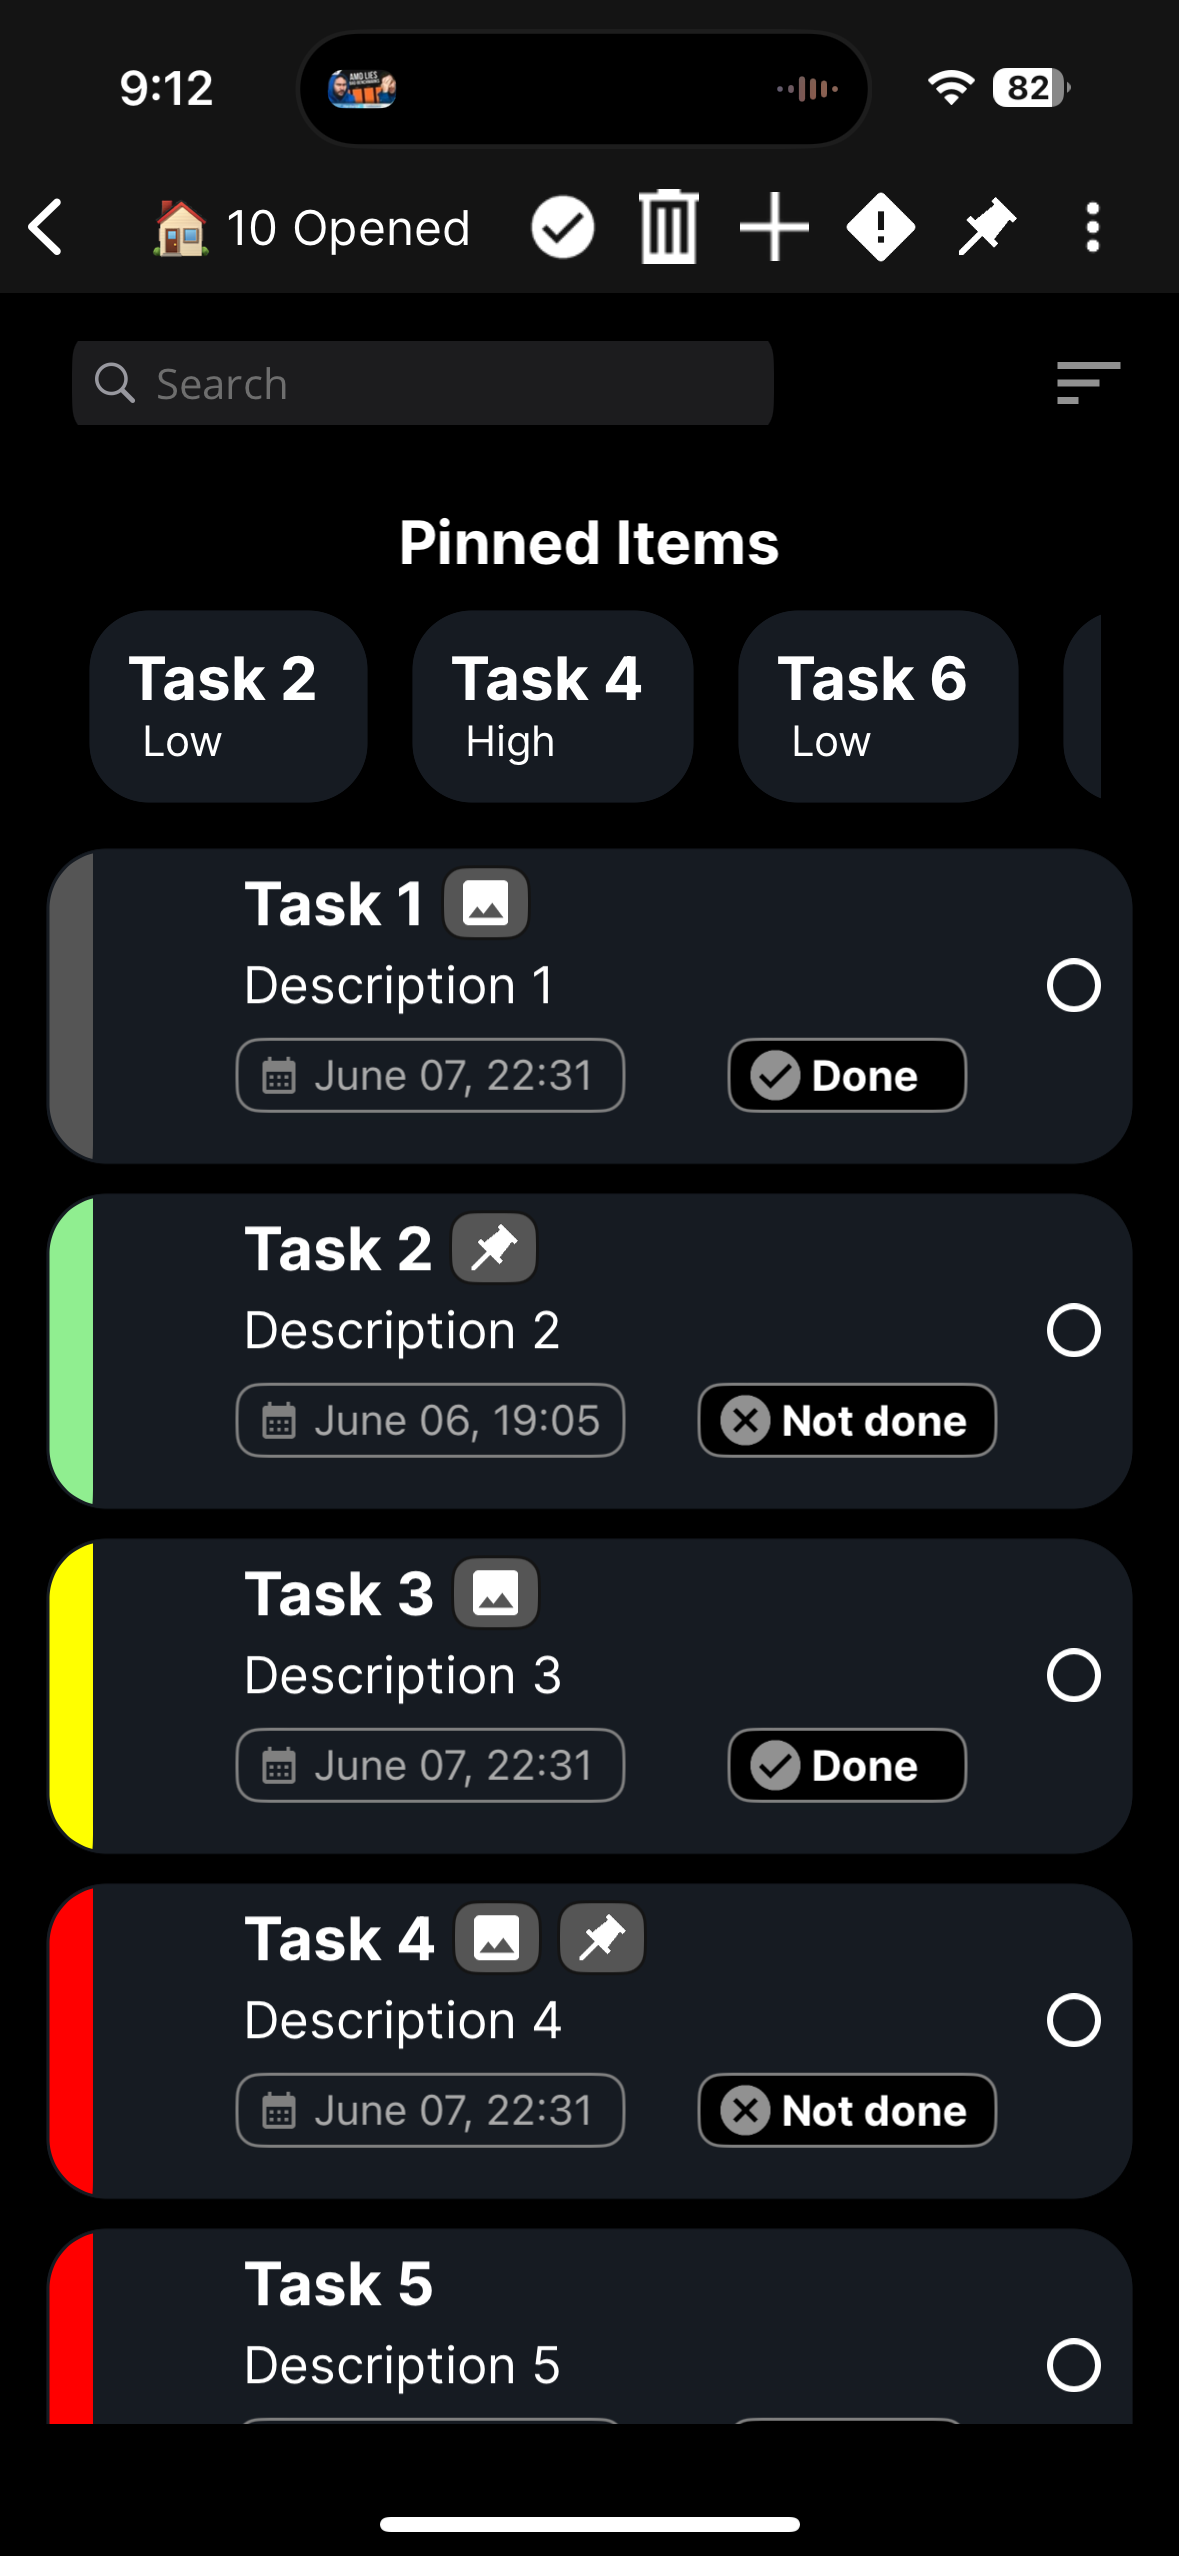 9:12
AMD LIES
82
10 Opened
Search
Pinned Items
Task 2
Low
Task 4
High
Task 6
Low
Task 1
Description 1
June 07, 22:31
Done
Task 2
Description 2
June 06, 19:05
Not done
Task 3
Description 3
June 07, 22:31
Done
Task 4
Description 4
June 07, 22:31
Not done
Task 5
Description 5